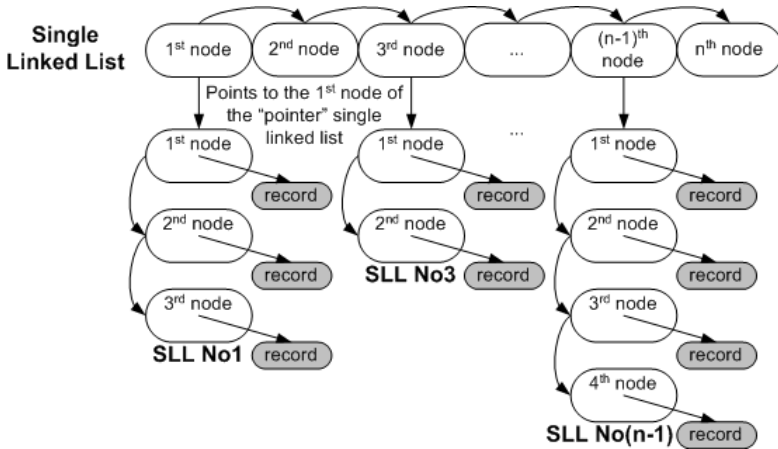 Single
Linked List
1st node
2nd node
3rd node
...
(n-1)th
node
nth node
Points to the 1st node of
the “pointer” single
linked list
...
1st node
record
2nd node
record
3rd node
record
SLL No1
1st node
record
2nd node
record
SLL No3
1st node
record
2nd node
record
3rd node
record
4th node
record
SLL No(n-1)